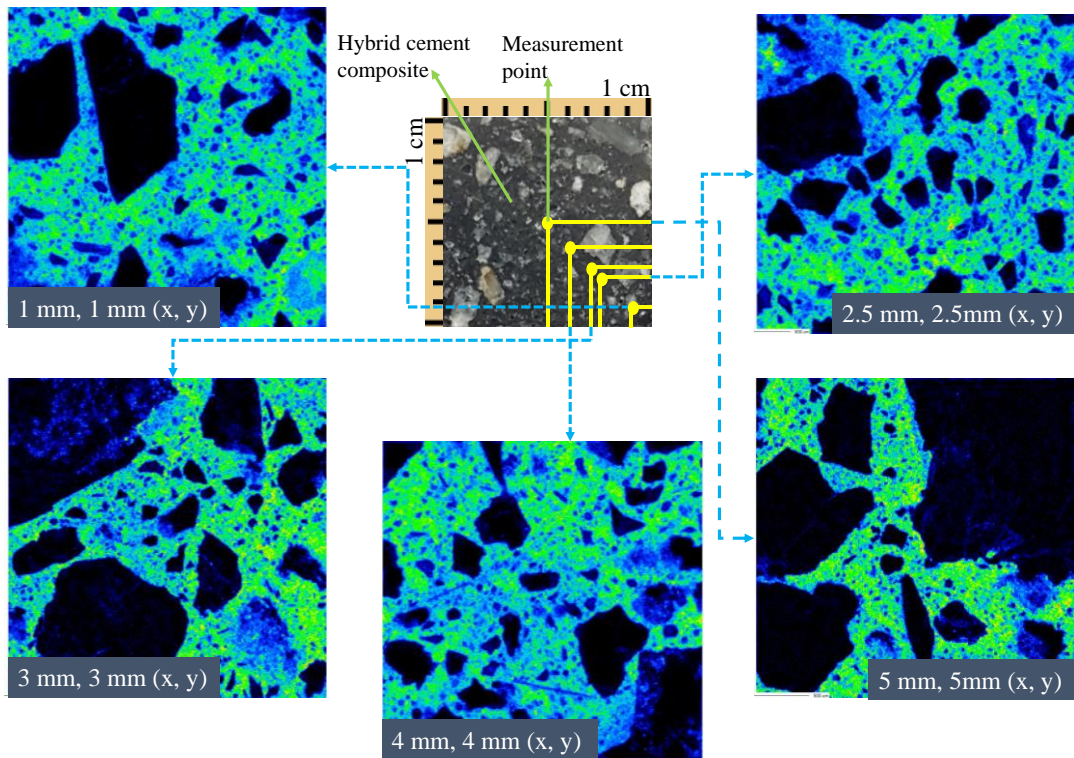 Hybrid cement
composite
Measurement
point
1 cm
1 cm
1 mm, 1 mm (x, y)
2.5 mm, 2.5mm (x, y)
3 mm, 3 mm (x, y)
4 mm, 4 mm (x, y)
5 mm, 5mm (x, y)